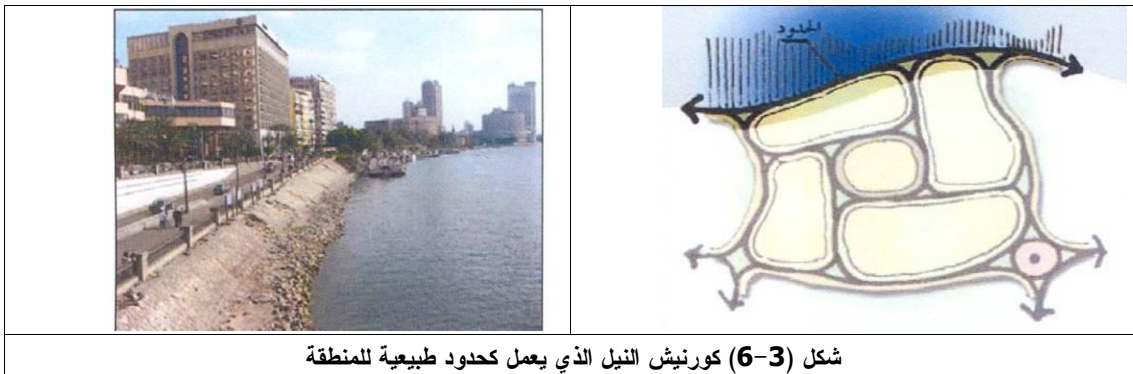 الحدود
شكل (3-6) كورنيش النيل الذي يعمل كحدود طبيعية للمنطقة